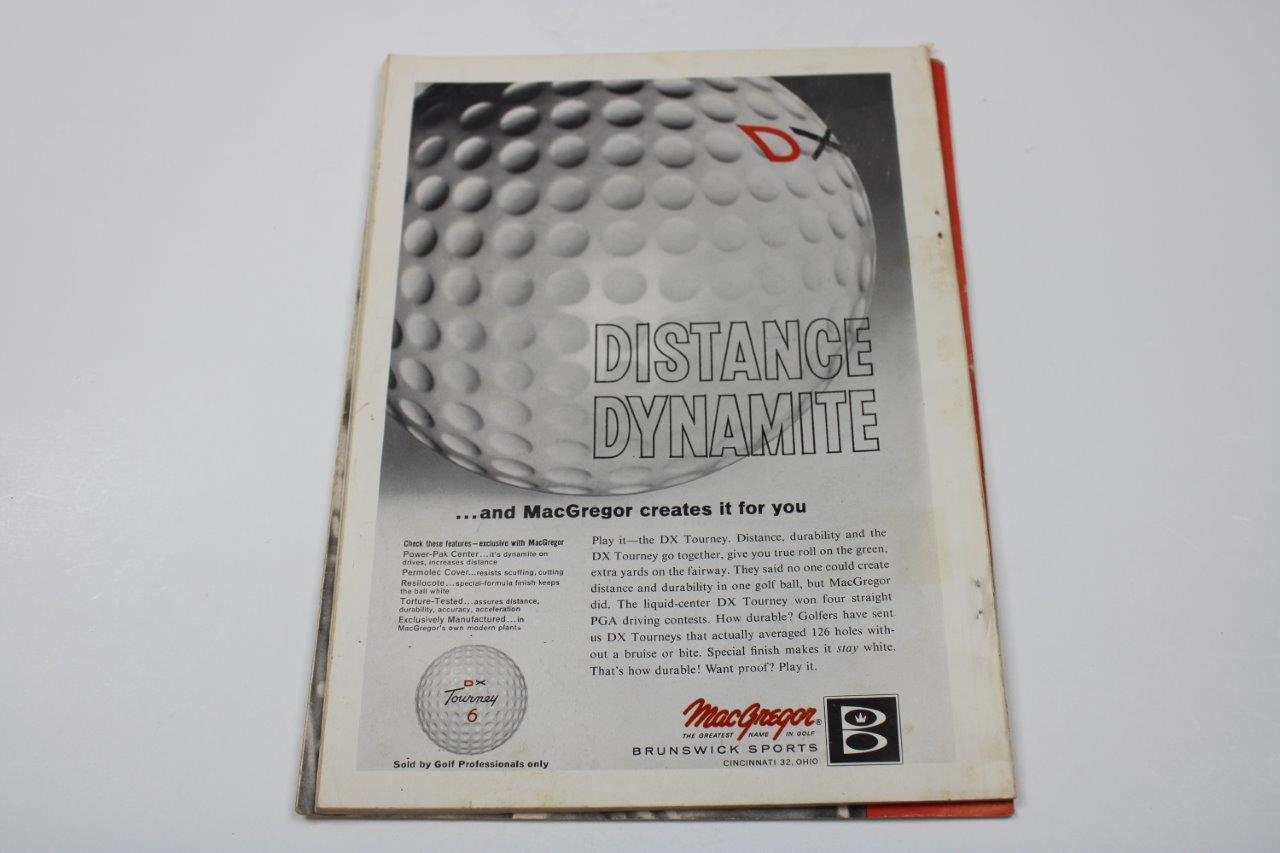 DX
DISTANCE
DYNAMITE
...and MacGregor creates it for you
Check these features—exclusive with MacGregor
Power-Pak Center...it's dynamite on
drives, increases distance
Permolec Cover...resists scuffing, cutting
Resilocote...special-formula finish keeps
the ball white
Torture-Tested...assures distance,
durability, accuracy, acceleration
Exclusively Manufactured...in
MacGregor's own modern plants
DX
Tourney
6
Sold by Golf Professionals only
Play it—the DX Tourney. Distance, durability and the
DX Tourney go together, give you true roll on the green,
extra yards on the fairway. They said no one could create
distance and durability in one golf ball, but MacGregor
did. The liquid-center DX Tourney won four straight
PGA driving contests. How durable? Golfers have sent
us DX Tourneys that actually averaged 126 holes with-
out a bruise or bite. Special finish makes it stay white.
That's how durable! Want proof? Play it.
MacGregor®
THE GREATEST NAME IN GOLF
BRUNSWICK SPORTS
CINCINNATI 32, OHIO